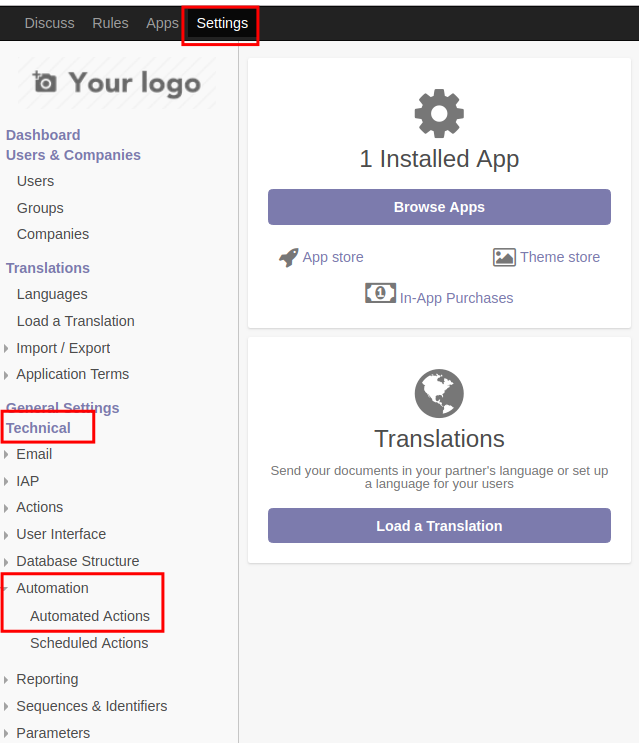 Discuss Rules Apps Settings
Your logo
Dashboard
Users & Companies
Users
Groups
Companies
Translations
Languages
Load a Translation
Import / Export
Application Terms
General Settings
Technical
Email
IAP
Actions
User Interface
Database Structure
Automation
Automated Actions
Scheduled Actions
Reporting
Sequences & Identifiers
Parameters
1 Installed App
Browse Apps
App store
Theme store
1
In-App Purchases
Translations
Send your documents in your partner's language or set up
a language for your users
Load a Translation